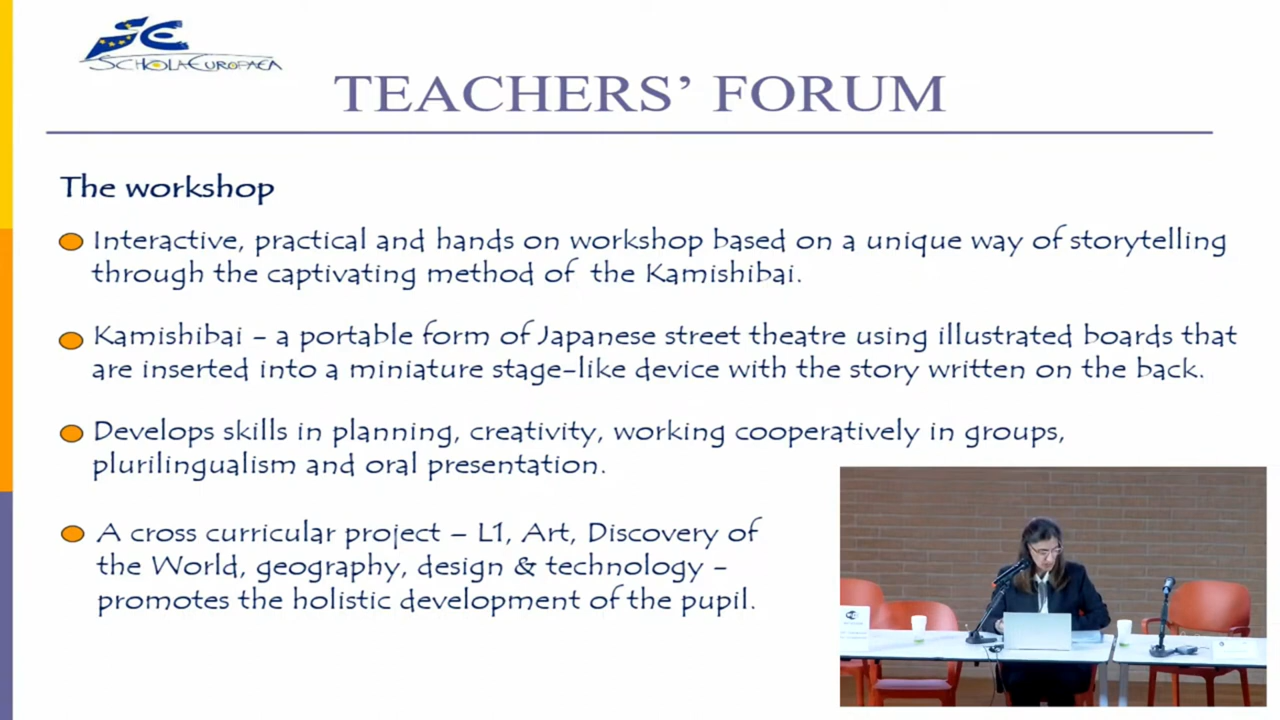 SCHOLA EUROPAEA
TEACHERS' FORUM
The workshop
Interactive, practical and hands on workshop based on a unique way of storytelling
through the captivating method of the Kamishibai.
Kamishibai - a portable form of Japanese street theatre using illustrated boards that
are inserted into a miniature stage-like device with the story written on the back.
Develops skills in planning, creativity, working cooperatively in groups,
plurilingualism and oral presentation.
A cross curricular project – L1, Art, Discovery of
the World, geography, design & technology -
promotes the holistic development of the pupil.